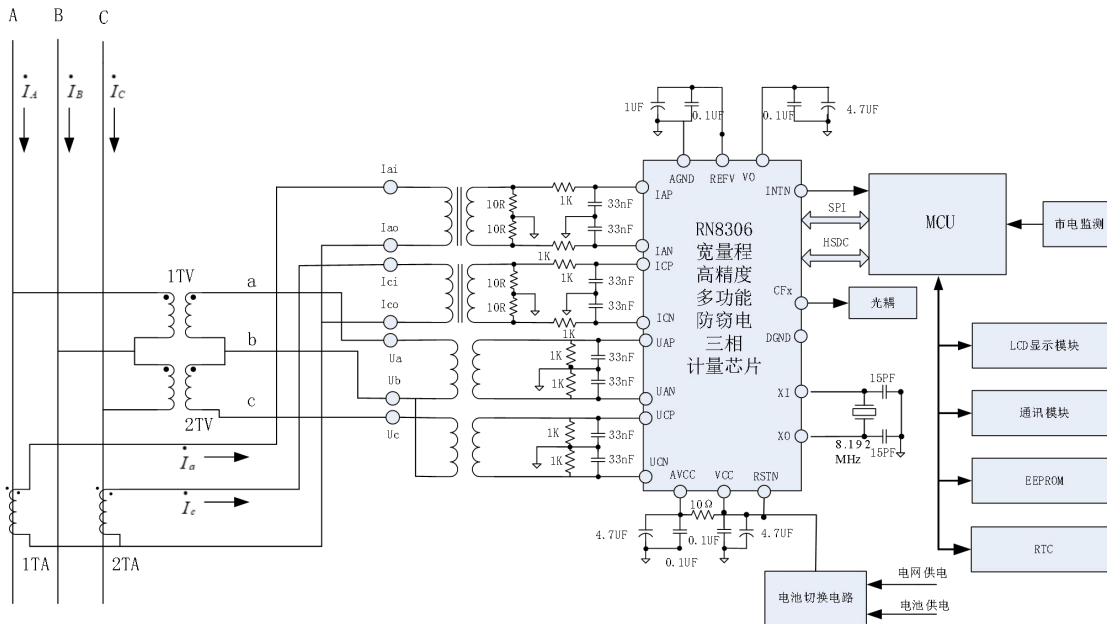 A
B
C
İA
İB
İC
1TV
2TV
a
b
c
İa
İc
1TA
2TA
Iai
Iao
Ici
Ico
Ua
Ub
Uc
10R
10R
1K
1K
33nF
33nF
10R
10R
1K
1K
33nF
33nF
1K
1K
33nF
33nF
1K
1K
33nF
33nF
1UF
0.1UF
0.1UF
4.7UF
AGND
REFV
VO
IAP
IAN
ICP
ICN
UAP
UAN
UCP
UCN
RN8306
宽量程
高精度
多功能
防窃电
三相
计量芯片
INTN
SPI
HSDC
CFx
DGND
XI
XO
AVCC
VCC
RSTN
15PF
8.192
MHz
15PF
10Ω
4.7UF
0.1UF
0.1UF
4.7UF
MCU
市电监测
光耦
LCD显示模块
通讯模块
EEPROM
RTC
电池切换电路
电网供电
电池供电